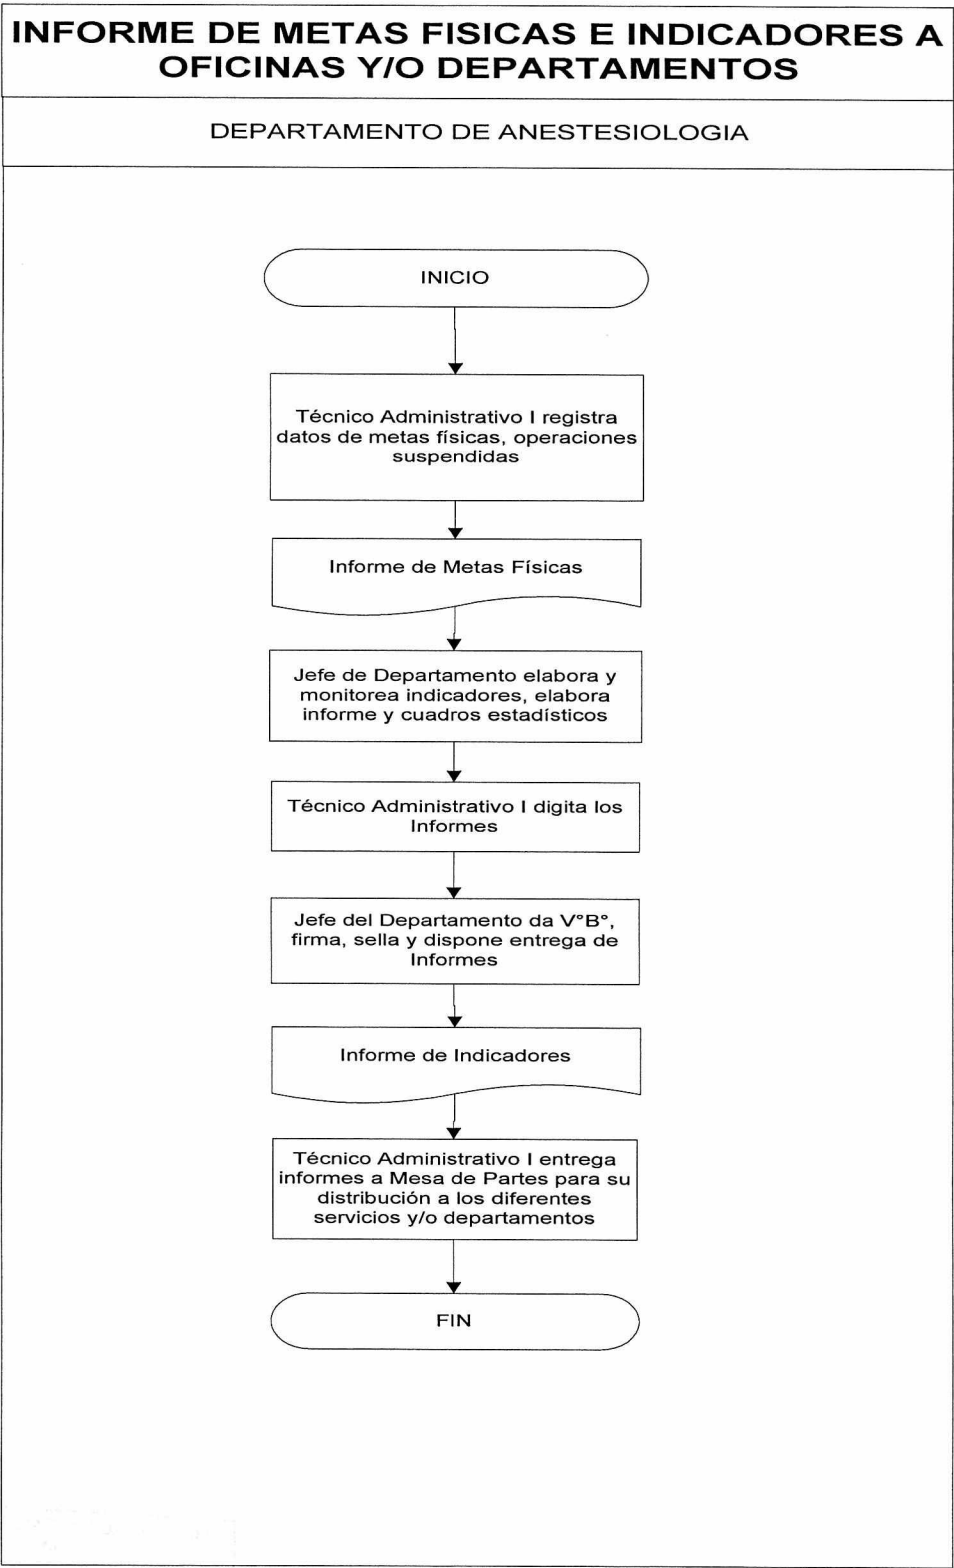 INFORME DE METAS FISICAS E INDICADORES A
OFICINAS Y/O DEPARTAMENTOS
DEPARTAMENTO DE ANESTESIOLOGIA
INICIO
Técnico Administrativo I registra
datos de metas físicas, operaciones
suspendidas
Informe de Metas Físicas
Jefe de Departamento elabora y
monitorea indicadores, elabora
informe y cuadros estadísticos
Técnico Administrativo I digita los
Informes
Jefe del Departamento da V°B°,
firma, sella y dispone entrega de
Informes
Informe de Indicadores
Técnico Administrativo I entrega
informes a Mesa de Partes para su
distribución a los diferentes
servicios y/o departamentos
FIN